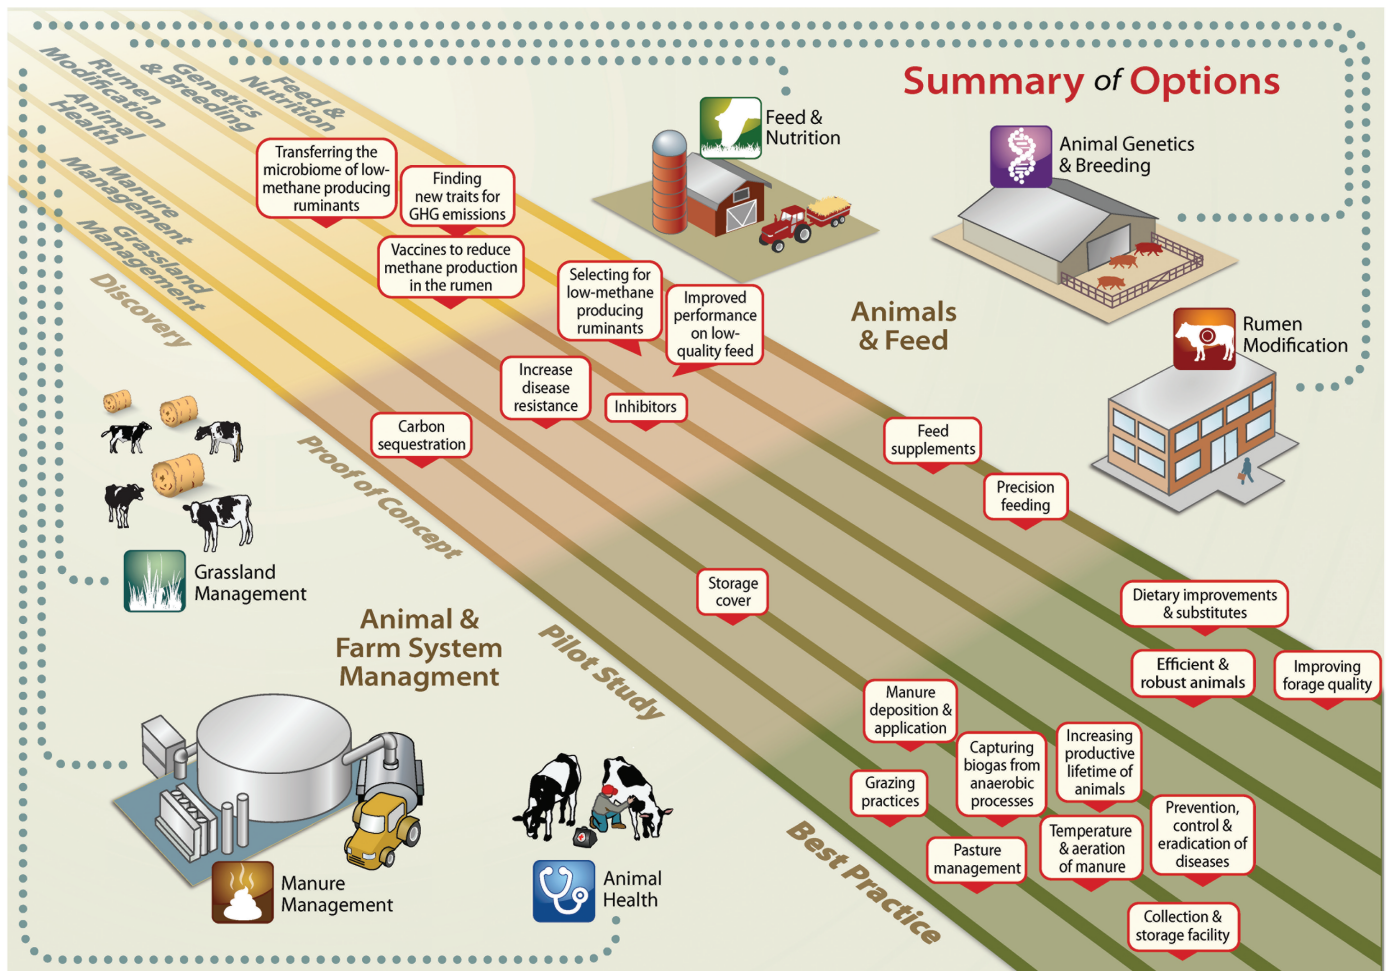 Summary of Options
Feed &
Nutrition
Genetics
& Breeding
Rumen
Modification
Animal
Health
Manure
Management
Grassland
Management
Discovery
Proof of Concept
Pilot Study
Best Practice
Feed &
Nutrition
Animal Genetics
& Breeding
Rumen
Modification
Animals
& Feed
Transferring the
microbiome of low-
methane producing
ruminants
Finding
new traits for
GHG emissions
Vaccines to reduce
methane production
in the rumen
Selecting for
low-methane
producing
ruminants
Improved
performance
on low-
quality feed
Increase
disease
resistance
Inhibitors
Carbon
sequestration
Feed
supplements
Precision
feeding
Storage
cover
Dietary improvements
& substitutes
Efficient &
robust animals
Improving
forage quality
Manure
deposition &
application
Capturing
biogas from
anaerobic
processes
Increasing
productive
lifetime of
animals
Grazing
practices
Prevention,
control &
eradication of
diseases
Temperature
& aeration
of manure
Pasture
management
Collection &
storage facility
Grassland
Management
Animal &
Farm System
Managment
Manure
Management
Animal
Health